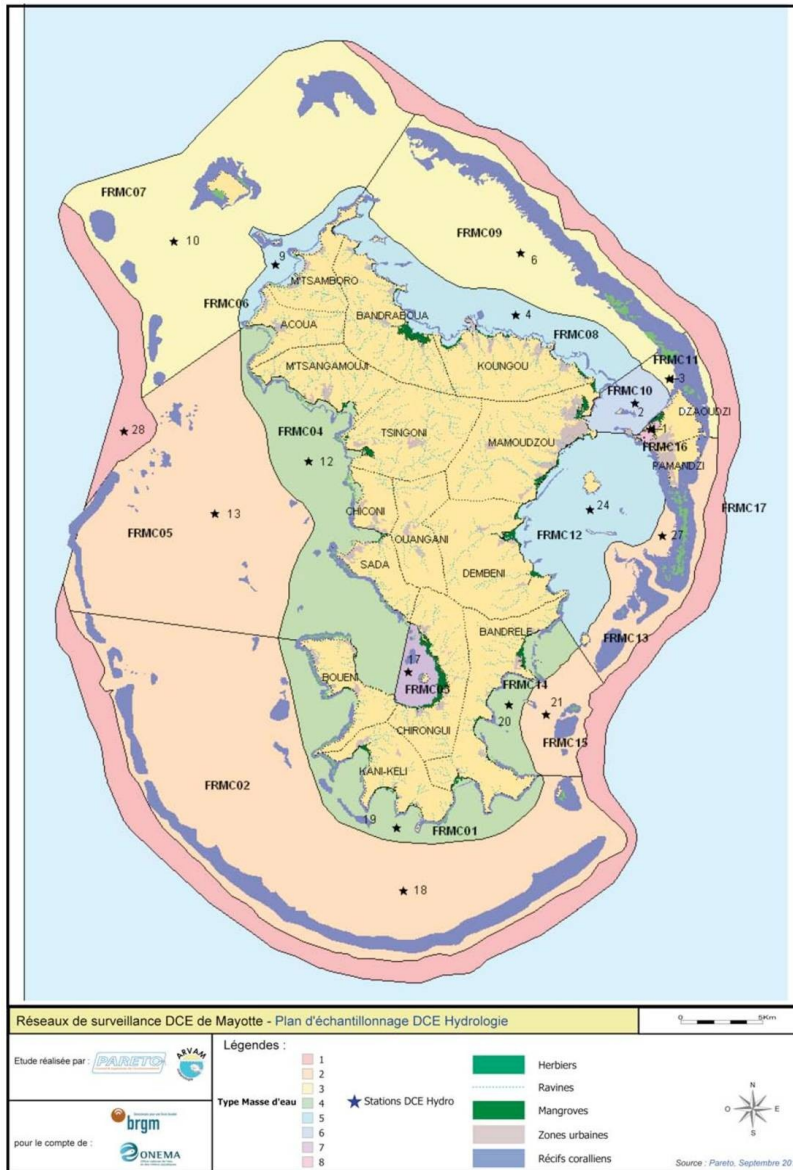 FRMC07
10
9
FRMC09
6
M'TSAMBORO
FRMC06
4
BANDRABOUA
FRMC08
ACOUA
KOUNGOU
FRMC11
M'TSANGAMOUJI
3
FRMC10
2
DZAOUDZI
28
FRMC04
TSINGONI
MAMOUDZOU
1
FRMC16
PAMANDZI
12
FRMC17
13
24
FRMC05
CHICONI
OUANGANI
FRMC12
27
SADA
DEMBENI
BANDRELE
FRMC13
17
BOUENI
FRMC03
FRMC14
20
21
CHIRONGUI
FRMC15
KANI-KELI
FRMC02
19
FRMC01
18
Réseaux de surveillance DCE de Mayotte - Plan d'échantillonnage DCE Hydrologie
0 5Km
Etude réalisée par :
PARETO
ARVAM
pour le compte de :
brgm
ONEMA
Légendes :
Type Masse d'eau
1
2
3
4
5
6
7
8
Stations DCE Hydro
Herbiers
Ravines
Mangroves
Zones urbaines
Récifs coralliens
N
O
E
S
Source : Pareto, Septembre 20